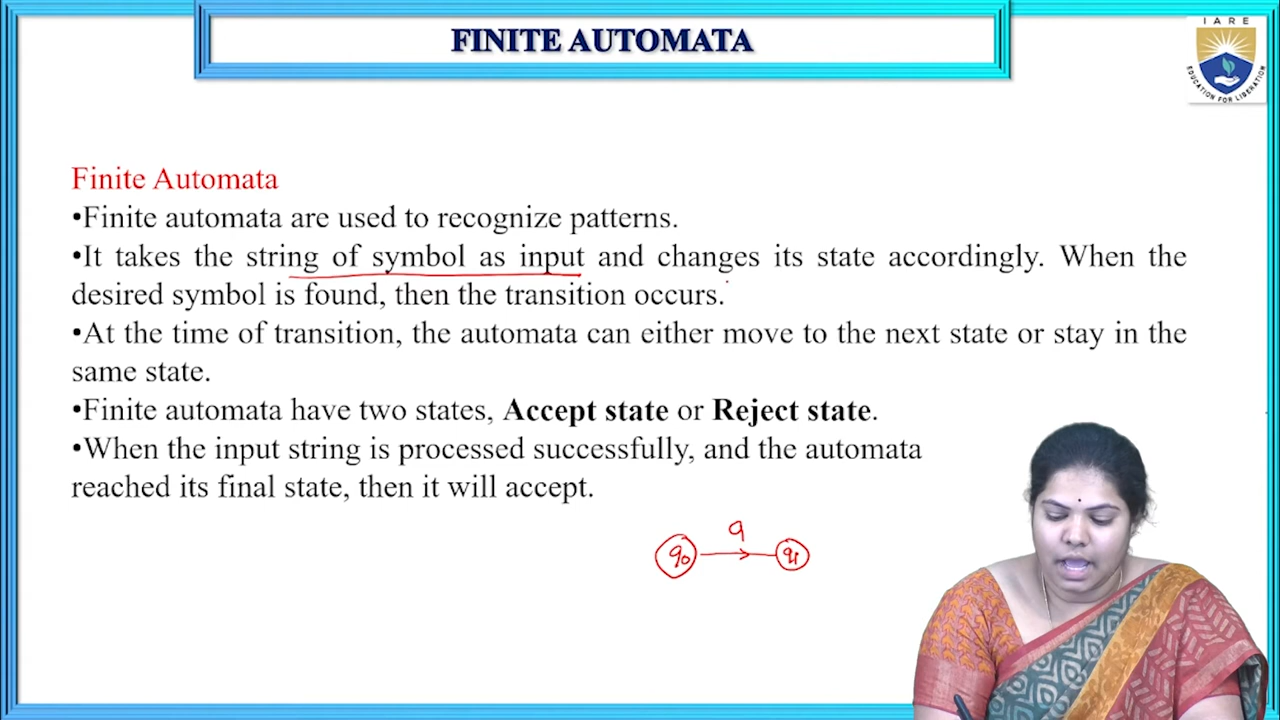 FINITE AUTOMATA
IARE
EDUCATION FOR LIBERATION
Finite Automata
•Finite automata are used to recognize patterns.
•It takes the string of symbol as input and changes its state accordingly. When the
desired symbol is found, then the transition occurs.
•At the time of transition, the automata can either move to the next state or stay in the
same state.
•Finite automata have two states, Accept state or Reject state.
•When the input string is processed successfully, and the automata
reached its final state, then it will accept.
a
q0 q1